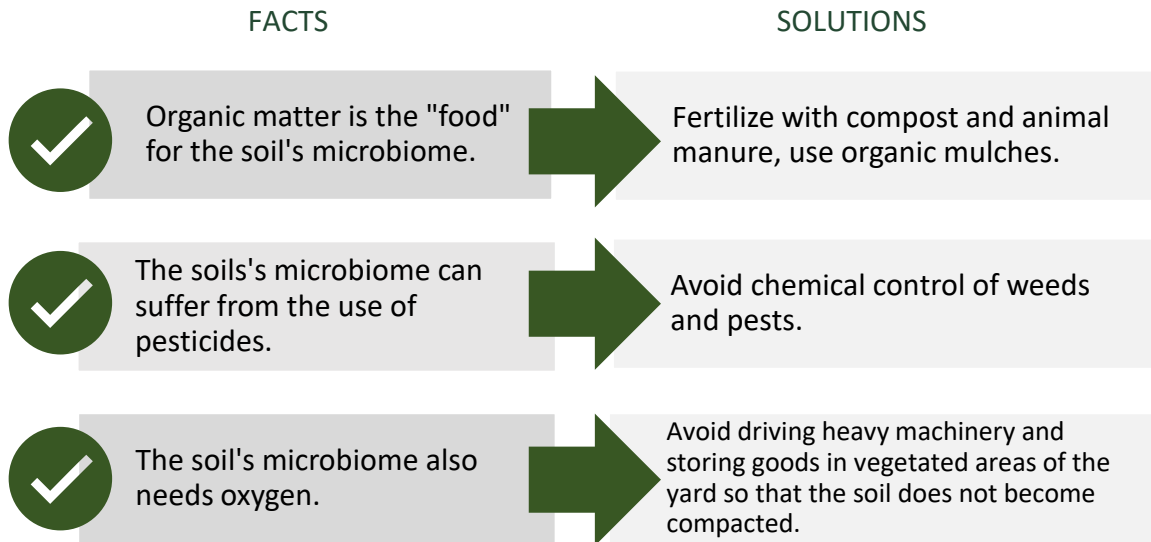 FACTS
SOLUTIONS
Organic matter is the "food"
for the soil's microbiome.
Fertilize with compost and animal
manure, use organic mulches.
The soils's microbiome can
suffer from the use of
pesticides.
Avoid chemical control of weeds
and pests.
The soil's microbiome also
needs oxygen.
Avoid driving heavy machinery and
storing goods in vegetated areas of the
yard so that the soil does not become
compacted.